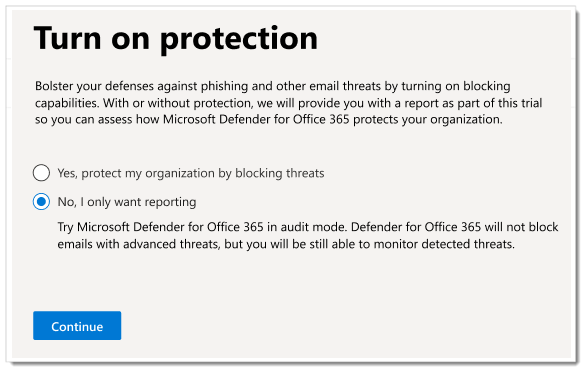 Turn on protection
Bolster your defenses against phishing and other email threats by turning on blocking
capabilities. With or without protection, we will provide you with a report as part of this trial
so you can assess how Microsoft Defender for Office 365 protects your organization.
Yes, protect my organization by blocking threats
No, I only want reporting
Try Microsoft Defender for Office 365 in audit mode. Defender for Office 365 will not block
emails with advanced threats, but you will be still able to monitor detected threats.
Continue